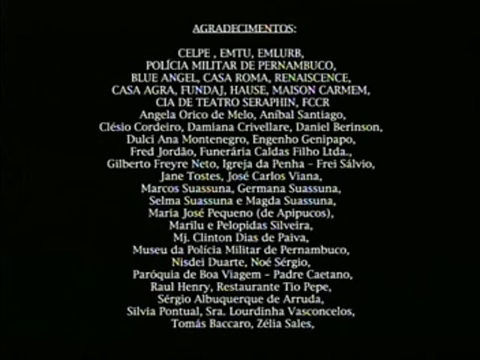 AGRADECIMENTOS:
CELPE , EMTU, EMLURB,
POLÍCIA MILITAR DE PERNAMBUCO,
BLUE ANGEL, CASA ROMA, RENAISCENCE,
CASA AGRA, FUNDAJ, HAUSE, MAISON CARMEM,
CIA DE TEATRO SERAPHIN, FCCR
Angela Orico de Melo, Aníbal Santiago,
Clésio Cordeiro, Damiana Crivellare, Daniel Berinson,
Dulci Ana Montenegro, Engenho Genipapo,
Fred Jordão, Funerária Caldas Filho Ltda.,
Gilberto Freyre Neto, Igreja da Penha - Frei Sálvio,
Jane Tostes, José Carlos Viana,
Marcos Suassuna, Germana Suassuna,
Selma Suassuna e Magda Suassuna,
Maria José Pequeno (de Apipucos),
Marilu e Pelopidas Silveira,
Mj. Clinton Dias de Paiva,
Museu da Polícia Militar de Pernambuco,
Nisdei Duarte, Noé Sérgio,
Paróquia de Boa Viagem - Padre Caetano,
Raul Henry, Restaurante Tio Pepe,
Sérgio Albuquerque de Arruda,
Silvia Pontual, Sra. Lourdinha Vasconcelos,
Tomás Baccaro, Zélia Sales,